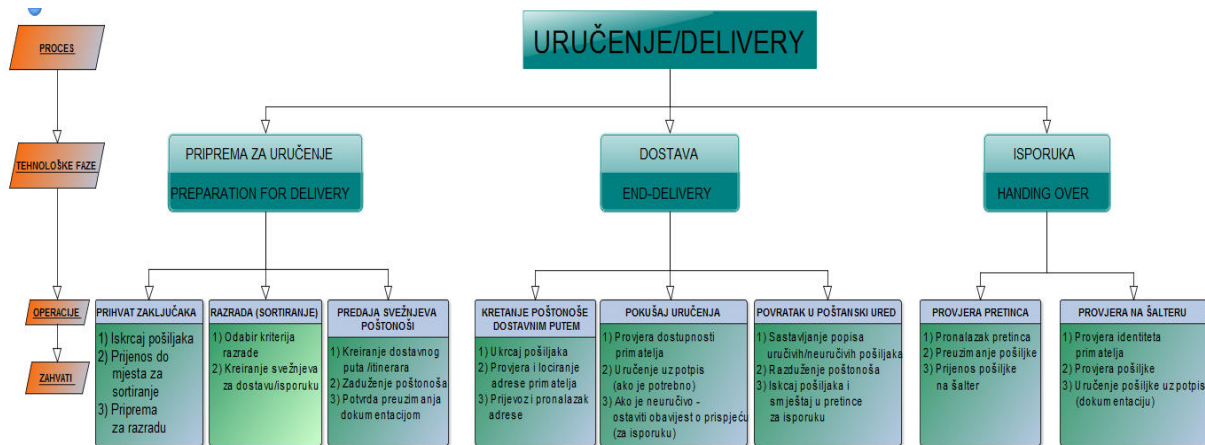 PROCES
URUČENJE/DELIVERY
TEHNOLOŠKE FAZE
PRIPREMA ZA URUČENJE
PREPARATION FOR DELIVERY
DOSTAVA
END-DELIVERY
ISPORUKA
HANDING OVER
OPERACIJE
ZAHVATI
PRIHVAT ZAKLJUČAKA
1) Iskrcaj pošiljaka
2) Prijenos do
mjesta za
sortiranje
3) Priprema
za razradu
RAZRADA (SORTIRANJE)
1) Odabir kriterija
razrade
2) Kreiranje svežnjeva
za dostavu/isporuku
PREDAJA SVEŽNJEVA
POŠTONOŠI
1) Kreiranje dostavnog
puta /itinerara
2) Zaduženje poštonoša
3) Potvrda preuzimanja
dokumentacijom
KRETANJE POŠTONOŠE
DOSTAVNIM PUTEM
1) Ukrcaj pošiljaka
2) Provjera i lociranje
adrese primatelja
3) Prijevoz i pronalazak
adrese
POKUŠAJ URUČENJA
1) Provjera dostupnosti
primatelja
2) Uručenje uz potpis
(ako je potrebno)
3) Ako je neuručivo -
ostaviti obavijest o prispjeću
(za isporuku)
POVRATAK U POŠTANSKI URED
1) Sastavljanje popisa
uručivih/neuručivih pošiljaka
2) Razduženje poštonoša
3) Iskcaj pošiljaka i
smještaj u pretince
za isporuku
PROVJERA PRETINCA
1) Pronalazak pretinca
2) Preuzimanje pošiljke
3) Prijenos pošiljke
na šalter
PROVJERA NA ŠALTERU
1) Provjera identiteta
primatelja
2) Provjera pošiljke
3) Uručenje pošiljke uz potpis
(dokumentaciju)